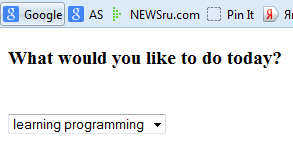 Google AS NEWSru.com Pin It
What would you like to do today?
learning programming